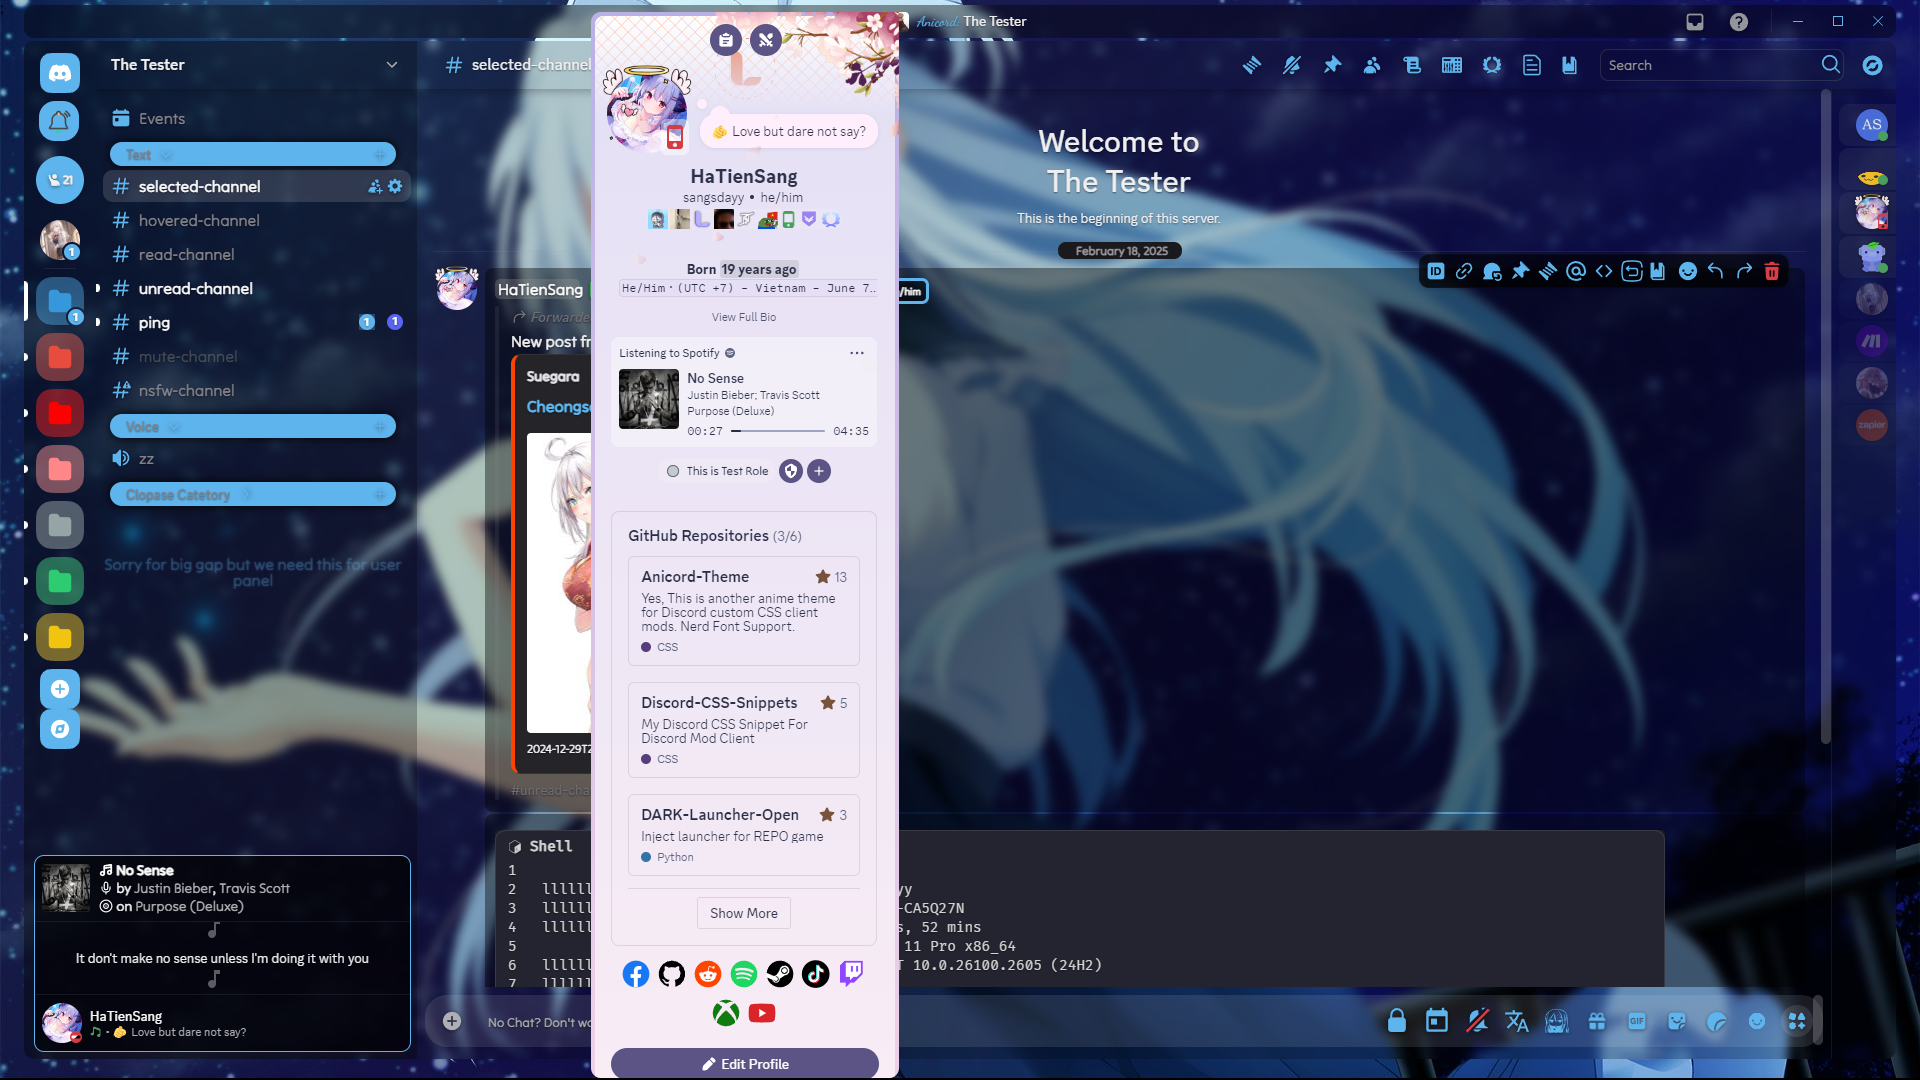 Anicord: The Tester
The Tester
Events
Text
selected-channel
hovered-channel
read-channel
unread-channel
ping
1
1
mute-channel
nsfw-channel
Voice
zz
Clopase Catetory
Sorry for big gap but we need this for user
panel
21
1
1
No Sense
by Justin Bieber, Travis Scott
on Purpose (Deluxe)
It don't make no sense unless I'm doing it with you
HaTienSang
• Love but dare not say?
selected-channel
Search
Welcome to
The Tester
This is the beginning of this server.
February 18, 2025
HaTienSang
/him
ID
Forwarde
New post fr
Suegara
Cheongs
2024-12-29T2
#unread-cha
Shell
1
2 llllll yy
3 llllll -CA5Q27N
4 llllll s, 52 mins
5 11 Pro x86_64
6 llllll T 10.0.26100.2605 (24H2)
7 llllll
No Chat? Don't wo
GIF
Love but dare not say?
HaTienSang
sangsdayy • he/him
Born 19 years ago
He/Him · (UTC +7) - Vietnam - June 7…
View Full Bio
Listening to Spotify
No Sense
Justin Bieber; Travis Scott
Purpose (Deluxe)
00:27 04:35
This is Test Role
GitHub Repositories (3/6)
Anicord-Theme 13
Yes, This is another anime theme
for Discord custom CSS client
mods. Nerd Font Support.
CSS
Discord-CSS-Snippets 5
My Discord CSS Snippet For
Discord Mod Client
CSS
DARK-Launcher-Open 3
Inject launcher for REPO game
Python
Show More
Edit Profile
AS
zapier